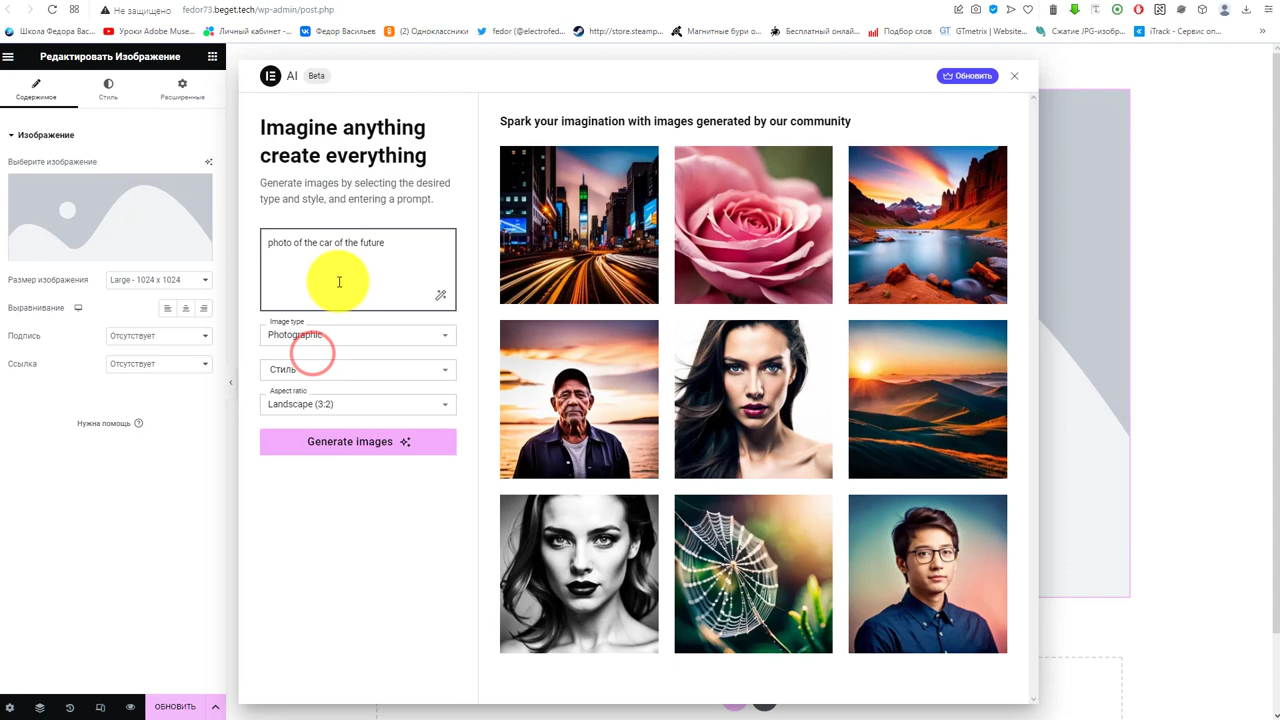 Не защищено
fedor73.beget.tech/wp-admin/post.php
Школа Федора Вас...
Уроки Adobe Muse...
Личный кабинет -...
Федор Васильев
(2) Одноклассники
fedor (@electrofed...
http://store.steamp...
Магнитные бури о...
Бесплатный онлай...
Подбор слов
GT
GTmetrix | Website...
Сжатие JPG-изобр...
iTrack - Сервис оп...
Редактировать Изображение
Содержимое
Стиль
Расширенные
Изображение
Выберите изображение
Размер изображения
Large - 1024 x 1024
Выравнивание
Подпись
Отсутствует
Ссылка
Отсутствует
Нужна помощь
ОБНОВИТЬ
AI
Beta
Обновить
Imagine anything
create everything
Generate images by selecting the desired
type and style, and entering a prompt.
photo of the car of the future
Image type
Photographic
Стиль
Aspect ratio
Landscape (3:2)
Generate images
Spark your imagination with images generated by our community